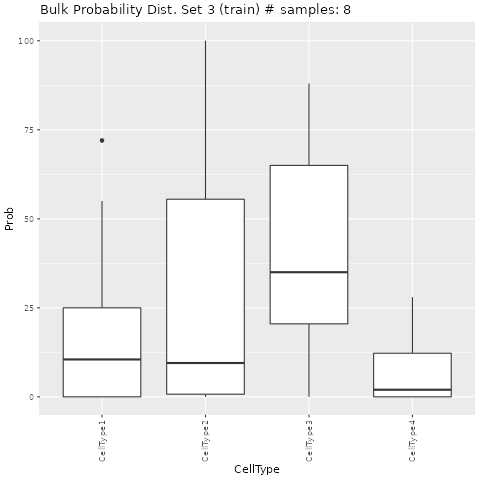 Bulk Probability Dist. Set 3 (train) # samples: 8
Prob
100
75
50
25
0
CellType1
CellType2
CellType3
CellType4
CellType